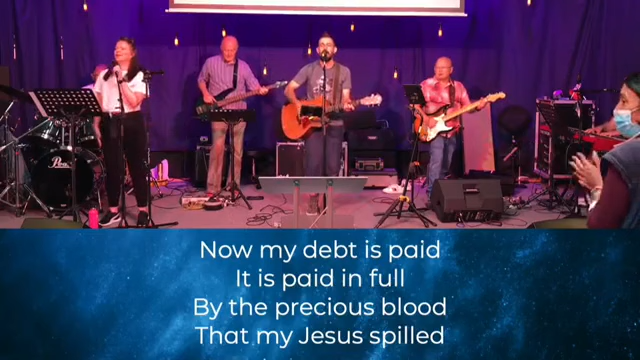 Now my debt is paid
It is paid in full
By the precious blood
That my Jesus spilled